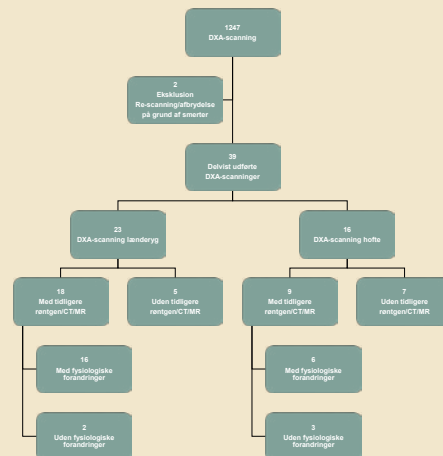 1247
DXA-scanning
2
Eksklusion
Re-scanning/afbrydelse
på grund af smerter
39
Delvist udførte
DXA-scanninger
23
DXA-scanning lænderyg
16
DXA-scanning hofte
18
Med tidligere
røntgen/CT/MR
5
Uden tidligere
røntgen/CT/MR
9
Med tidligere
røntgen/CT/MR
7
Uden tidligere
røntgen/CT/MR
16
Med fysiologiske
forandringer
6
Med fysiologiske
forandringer
2
Uden fysiologiske
forandringer
3
Uden fysiologiske
forandringer